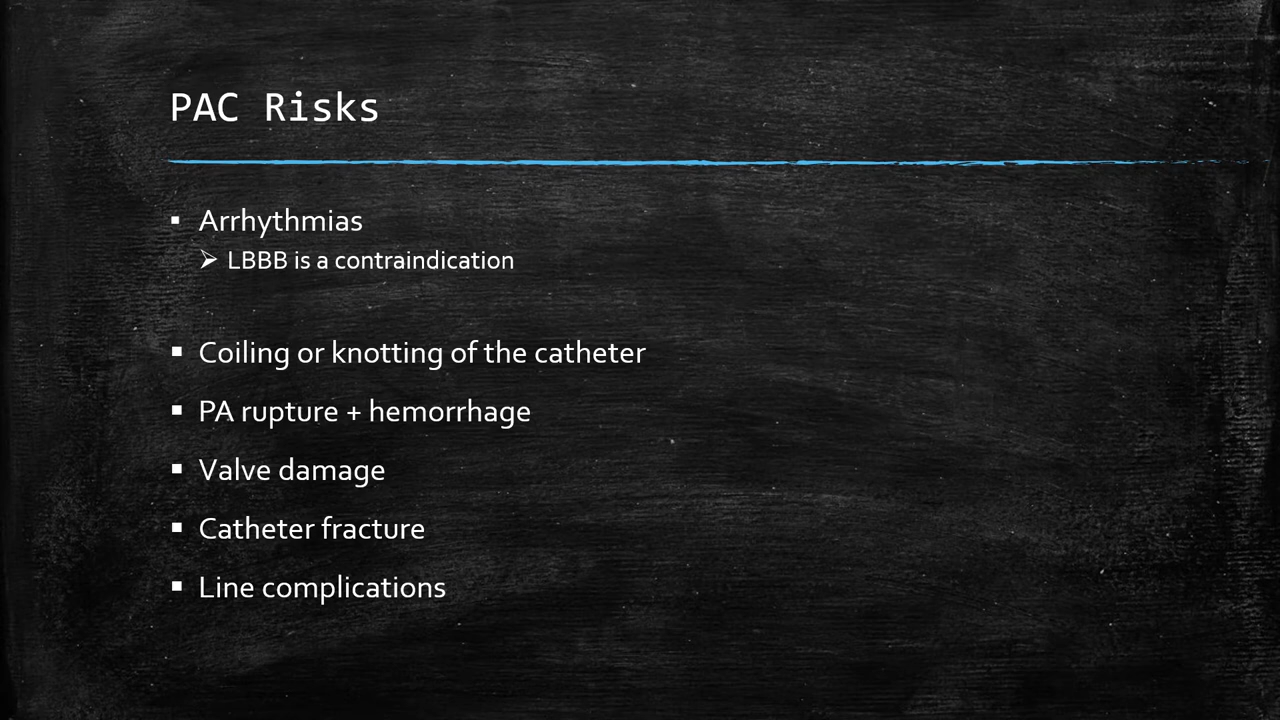 PAC Risks
▪ Arrhythmias
➢ LBBB is a contraindication
▪ Coiling or knotting of the catheter
▪ PA rupture + hemorrhage
▪ Valve damage
▪ Catheter fracture
▪ Line complications